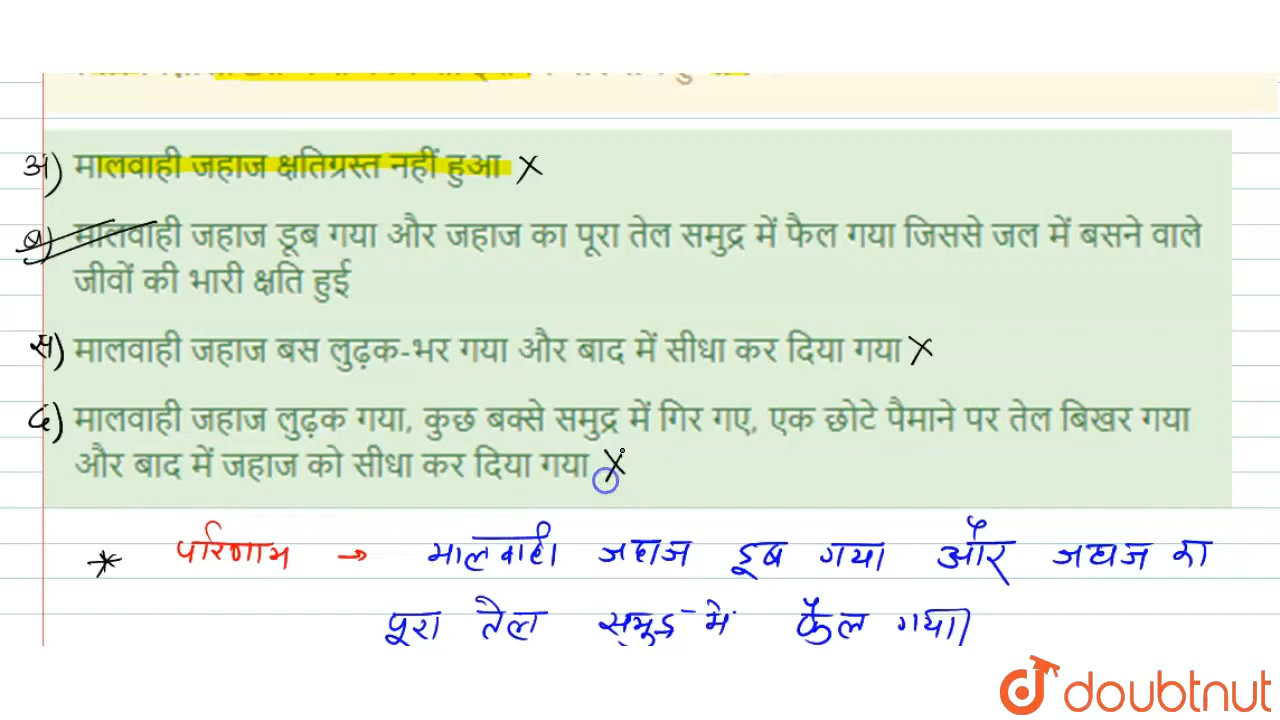 अ) मालवाही जहाज क्षतिग्रस्त नहीं हुआ X
ब) मालवाही जहाज डूब गया और जहाज का पूरा तेल समुद्र में फैल गया जिससे जल में बसने वाले
जीवों की भारी क्षति हुई
स) मालवाही जहाज बस लुढ़क-भर गया और बाद में सीधा कर दिया गया X
द) मालवाही जहाज लुढ़क गया, कुछ बक्से समुद्र में गिर गए, एक छोटे पैमाने पर तेल बिखर गया
और बाद में जहाज को सीधा कर दिया गया X
* परिणाम → मालवाही जहाज डूब गया और जहाज का
पूरा तेल समुद्र में फैल गया।
doubtnut